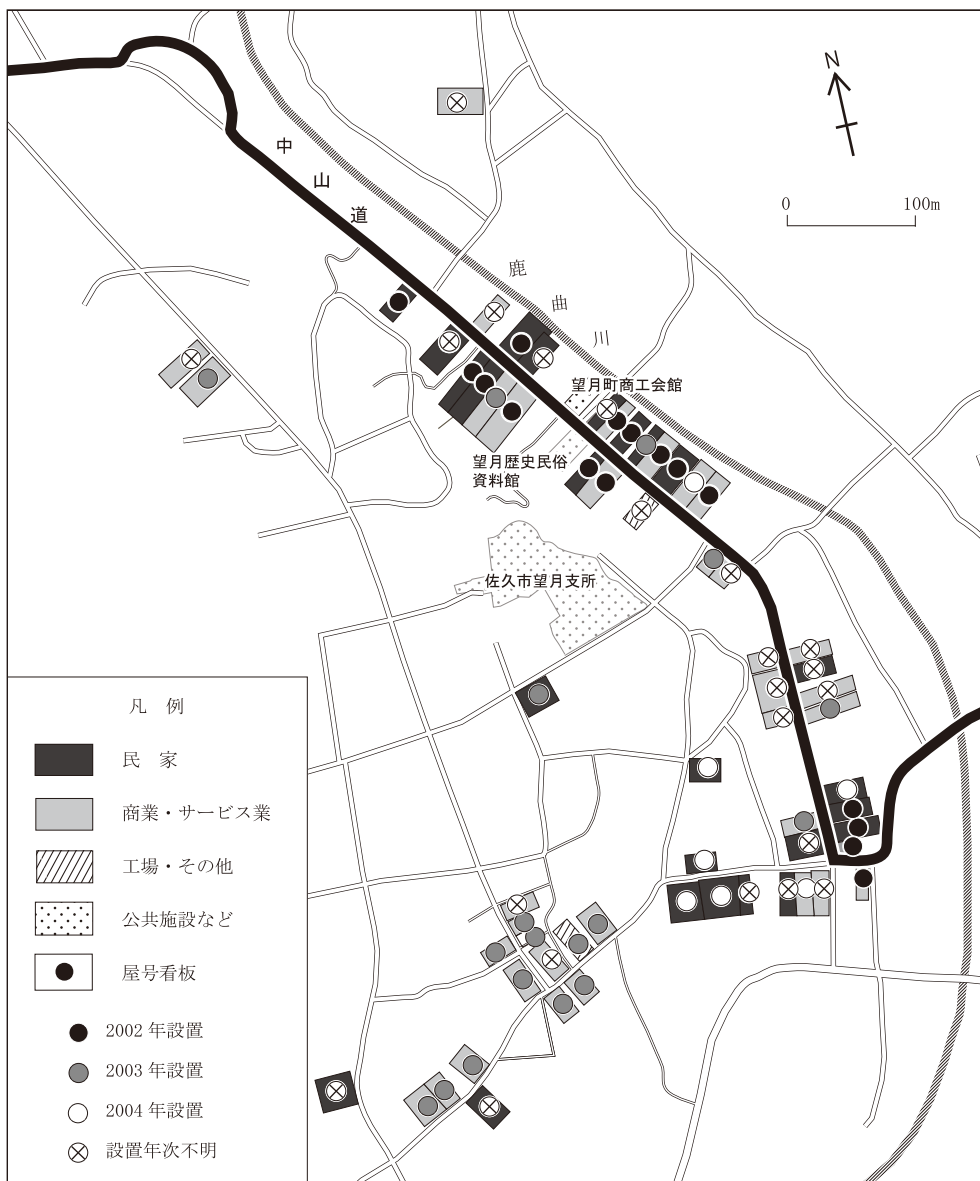 N
0 100m
中山道
鹿曲川
望月町商工会館
望月歴史民俗
資料館
佐久市望月支所
凡 例
民 家
商業・サービス業
工場・その他
公共施設など
屋号看板
2002 年設置
2003 年設置
2004 年設置
設置年次不明